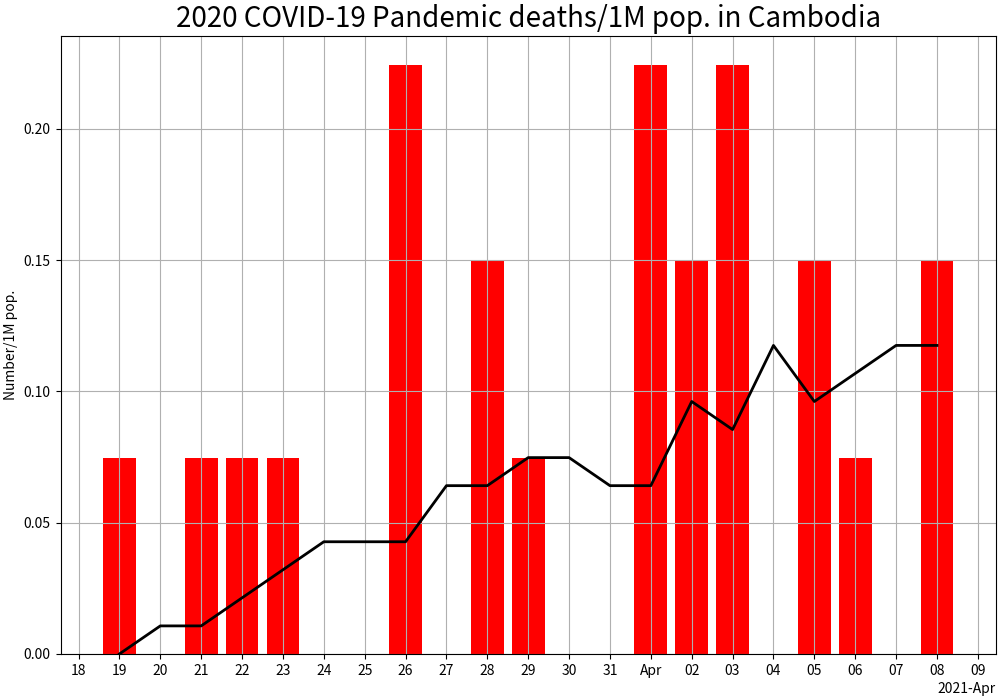 2020 COVID-19 Pandemic deaths/1M pop. in Cambodia
Number/1M pop.
0.20
0.15
0.10
0.05
0.00
18 19 20 21 22 23 24 25 26 27 28 29 30 31 Apr 02 03 04 05 06 07 08 09
2021-Apr